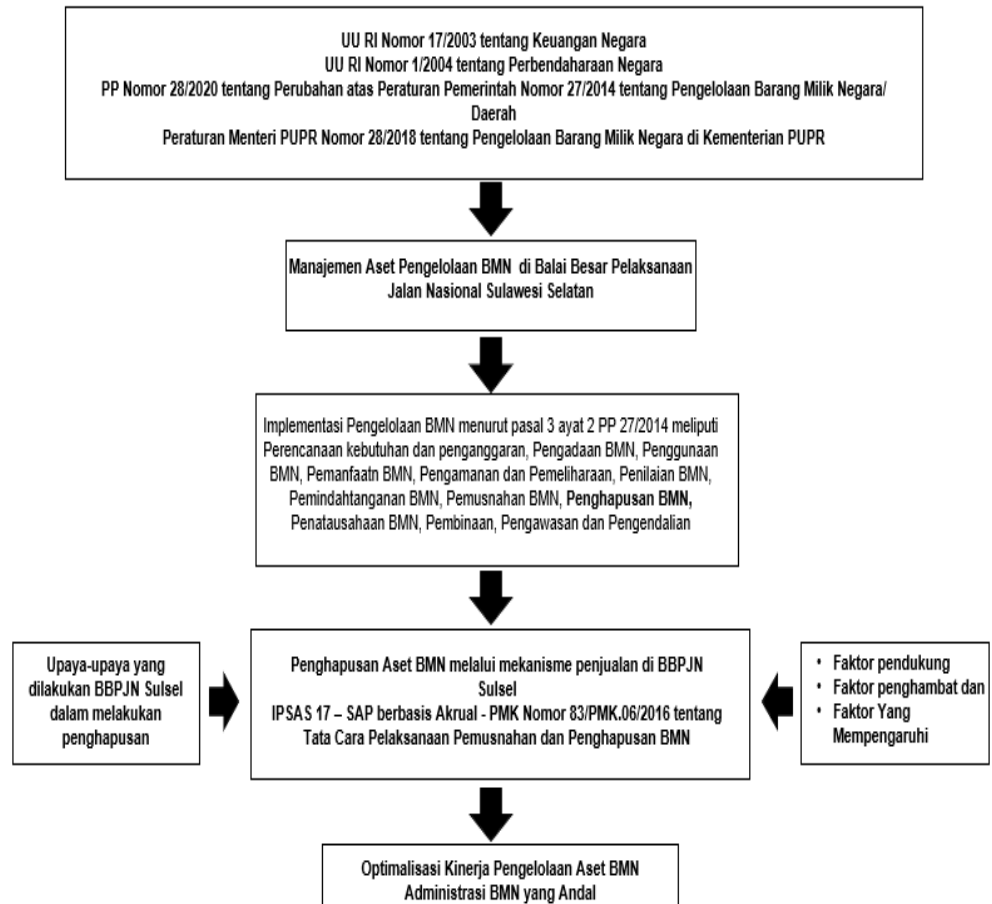 UU RI Nomor 17/2003 tentang Keuangan Negara
UU RI Nomor 1/2004 tentang Perbendaharaan Negara
PP Nomor 28/2020 tentang Perubahan atas Peraturan Pemerintah Nomor 27/2014 tentang Pengelolaan Barang Milik Negara/
Daerah
Peraturan Menteri PUPR Nomor 28/2018 tentang Pengelolaan Barang Milik Negara di Kementerian PUPR
Manajemen Aset Pengelolaan BMN di Balai Besar Pelaksanaan
Jalan Nasional Sulawesi Selatan
Implementasi Pengelolaan BMN menurut pasal 3 ayat 2 PP 27/2014 meliputi
Perencanaan kebutuhan dan penganggaran, Pengadaan BMN, Penggunaan
BMN, Pemanfaatn BMN, Pengamanan dan Pemeliharaan, Penilaian BMN,
Pemindahtanganan BMN, Pemusnahan BMN, Penghapusan BMN,
Penatausahaan BMN, Pembinaan, Pengawasan dan Pengendalian
Upaya-upaya yang
dilakukan BBPJN Sulsel
dalam melakukan
penghapusan
Penghapusan Aset BMN melalui mekanisme penjualan di BBPJN
Sulsel
IPSAS 17 – SAP berbasis Akrual - PMK Nomor 83/PMK.06/2016 tentang
Tata Cara Pelaksanaan Pemusnahan dan Penghapusan BMN
• Faktor pendukung
• Faktor penghambat dan
• Faktor Yang
Mempengaruhi
Optimalisasi Kinerja Pengelolaan Aset BMN
Administrasi BMN yang Andal